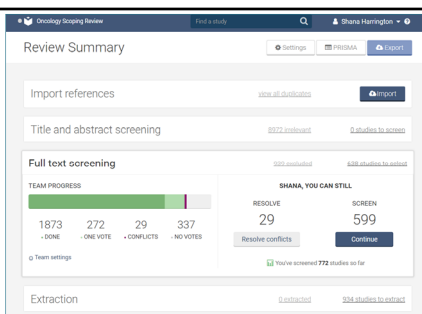 Oncology Scoping Review
Find a study
Shana Harrington
Review Summary
Settings
PRISMA
Export
Import references
view all duplicates
Import
Title and abstract screening
8972 irrelevant
0 studies to screen
Full text screening
excluded
studies to
TEAM PROGRESS
SHANA, YOU CAN STILL
RESOLVE
SCREEN
1873
272
29
337
DONE
ONE VOTE
CONFLICTS
NO VOTES
29
599
Resolve conflicts
Continue
Team settings
You've screened 772 studies so far
Extraction
0 extracted
934 studies to extract